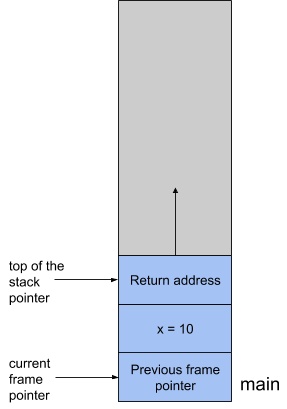 top of the
stack
pointer
Return address
x = 10
current
frame
pointer
Previous frame
pointer
main